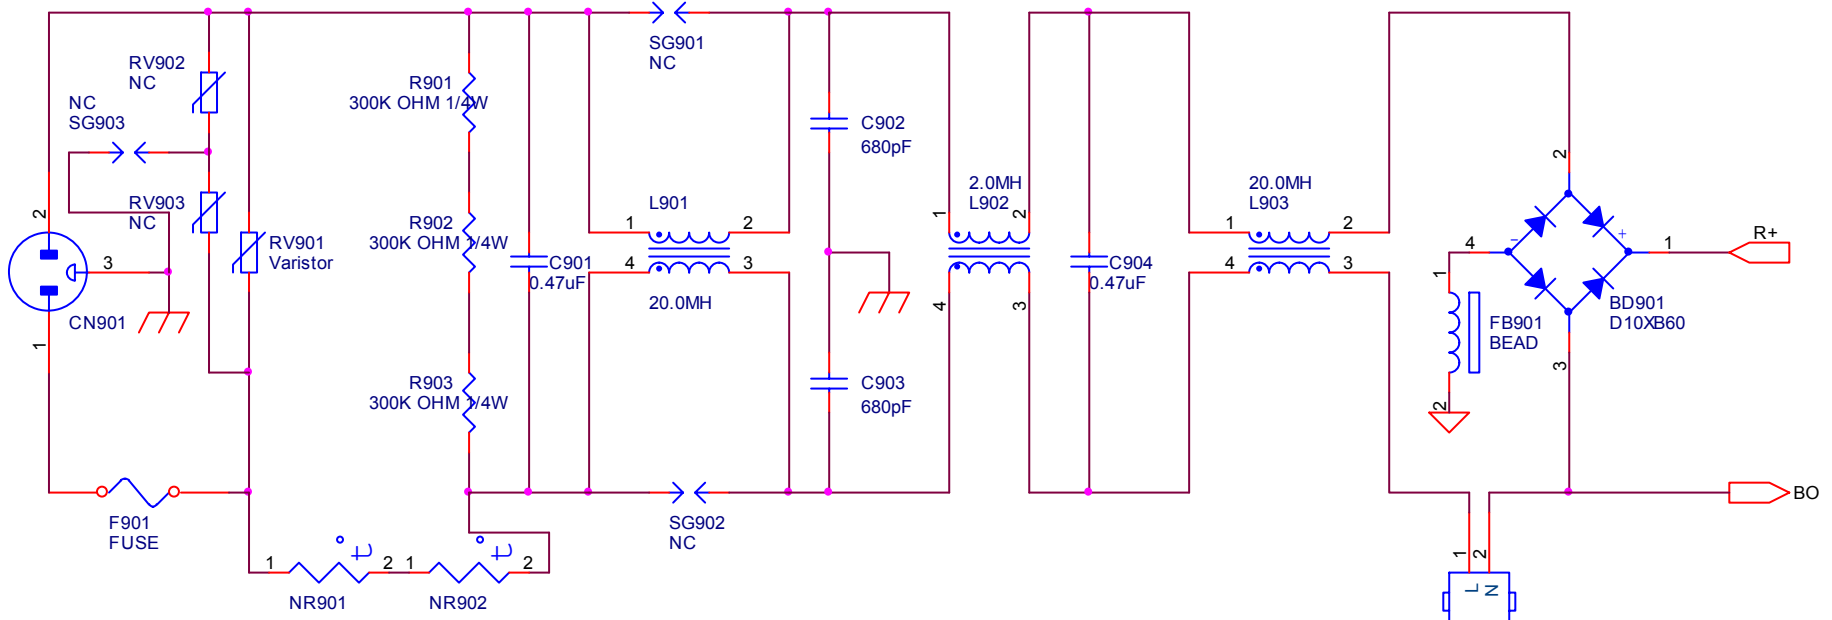 SG901
NC
RV902
NC
NC
SG903
RV903
NC
2
3
CN901
1
RV901
Varistor
F901
FUSE
R901
300K OHM 1/4W
R902
300K OHM 1/4W
R903
300K OHM 1/4W
C901
0.47uF
L901
1
2
4
3
20.0MH
SG902
NC
1
2
1
2
t
t
NR901
NR902
C902
680pF
C903
680pF
2.0MH
L902
1
2
4
3
C904
0.47uF
20.0MH
L903
1
2
4
3
2
4
-
+
1
R+
1
FB901
BEAD
2
BD901
D10XB60
3
BO
1
2
L
N